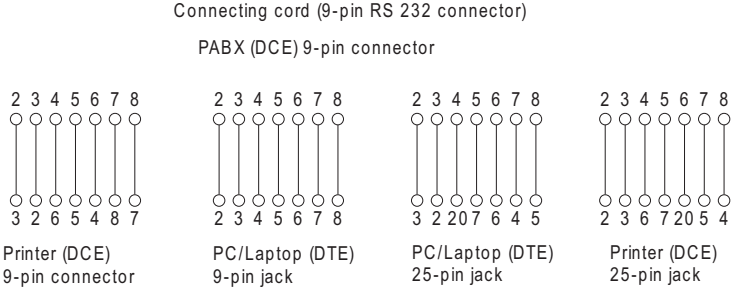 Connecting cord (9-pin RS 232 connector)
PABX (DCE) 9-pin connector
2 3 4 5 6 7 8 2 3 4 5 6 7 8 2 3 4 5 6 7 8 2 3 4 5 6 7 8
3 2 6 5 4 8 7 2 3 4 5 6 7 8 3 2 20 7 6 4 5 2 3 6 7 20 5 4
Printer (DCE) PC/Laptop (DTE) PC/Laptop (DTE) Printer (DCE)
9-pin connector 9-pin jack 25-pin jack 25-pin jack